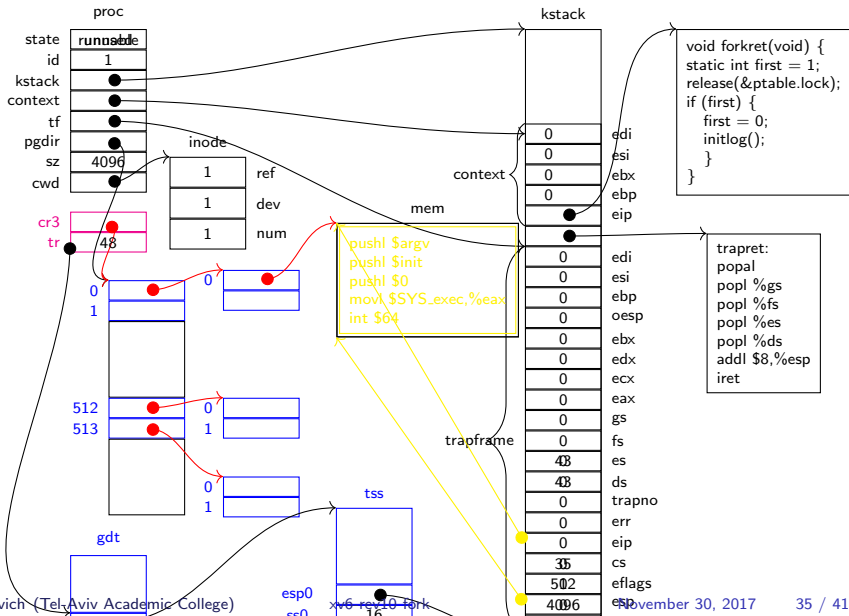 proc
kstack
state
id 1
kstack
context
tf
pgdir
sz 4096
cwd
inode
1 ref
1 dev
1 num
cr3
tr 48
mem
pushl $argv
pushl $init
pushl $0
movl $SYS_exec,%eax
int $64
0
1
0
512
513
0
1
0
1
context
0 edi
0 esi
0 ebx
0 ebp
eip
trapframe
0 edi
0 esi
0 ebp
0 oesp
0 ebx
0 edx
0 ecx
0 eax
0 gs
0 fs
es
ds
0 trapno
0 err
0 eip
cs
eflags
4096 esp
void forkret(void) {
static int first = 1;
release(&ptable.lock);
if (first) {
first = 0;
initlog();
}
}
trapret:
popal
popl %gs
popl %fs
popl %es
popl %ds
addl $8,%esp
iret
gdt
tss
esp0
ss0 16
vich (Tel-Aviv Academic College)
xv6-rev10-fork
November 30, 2017
35 / 41